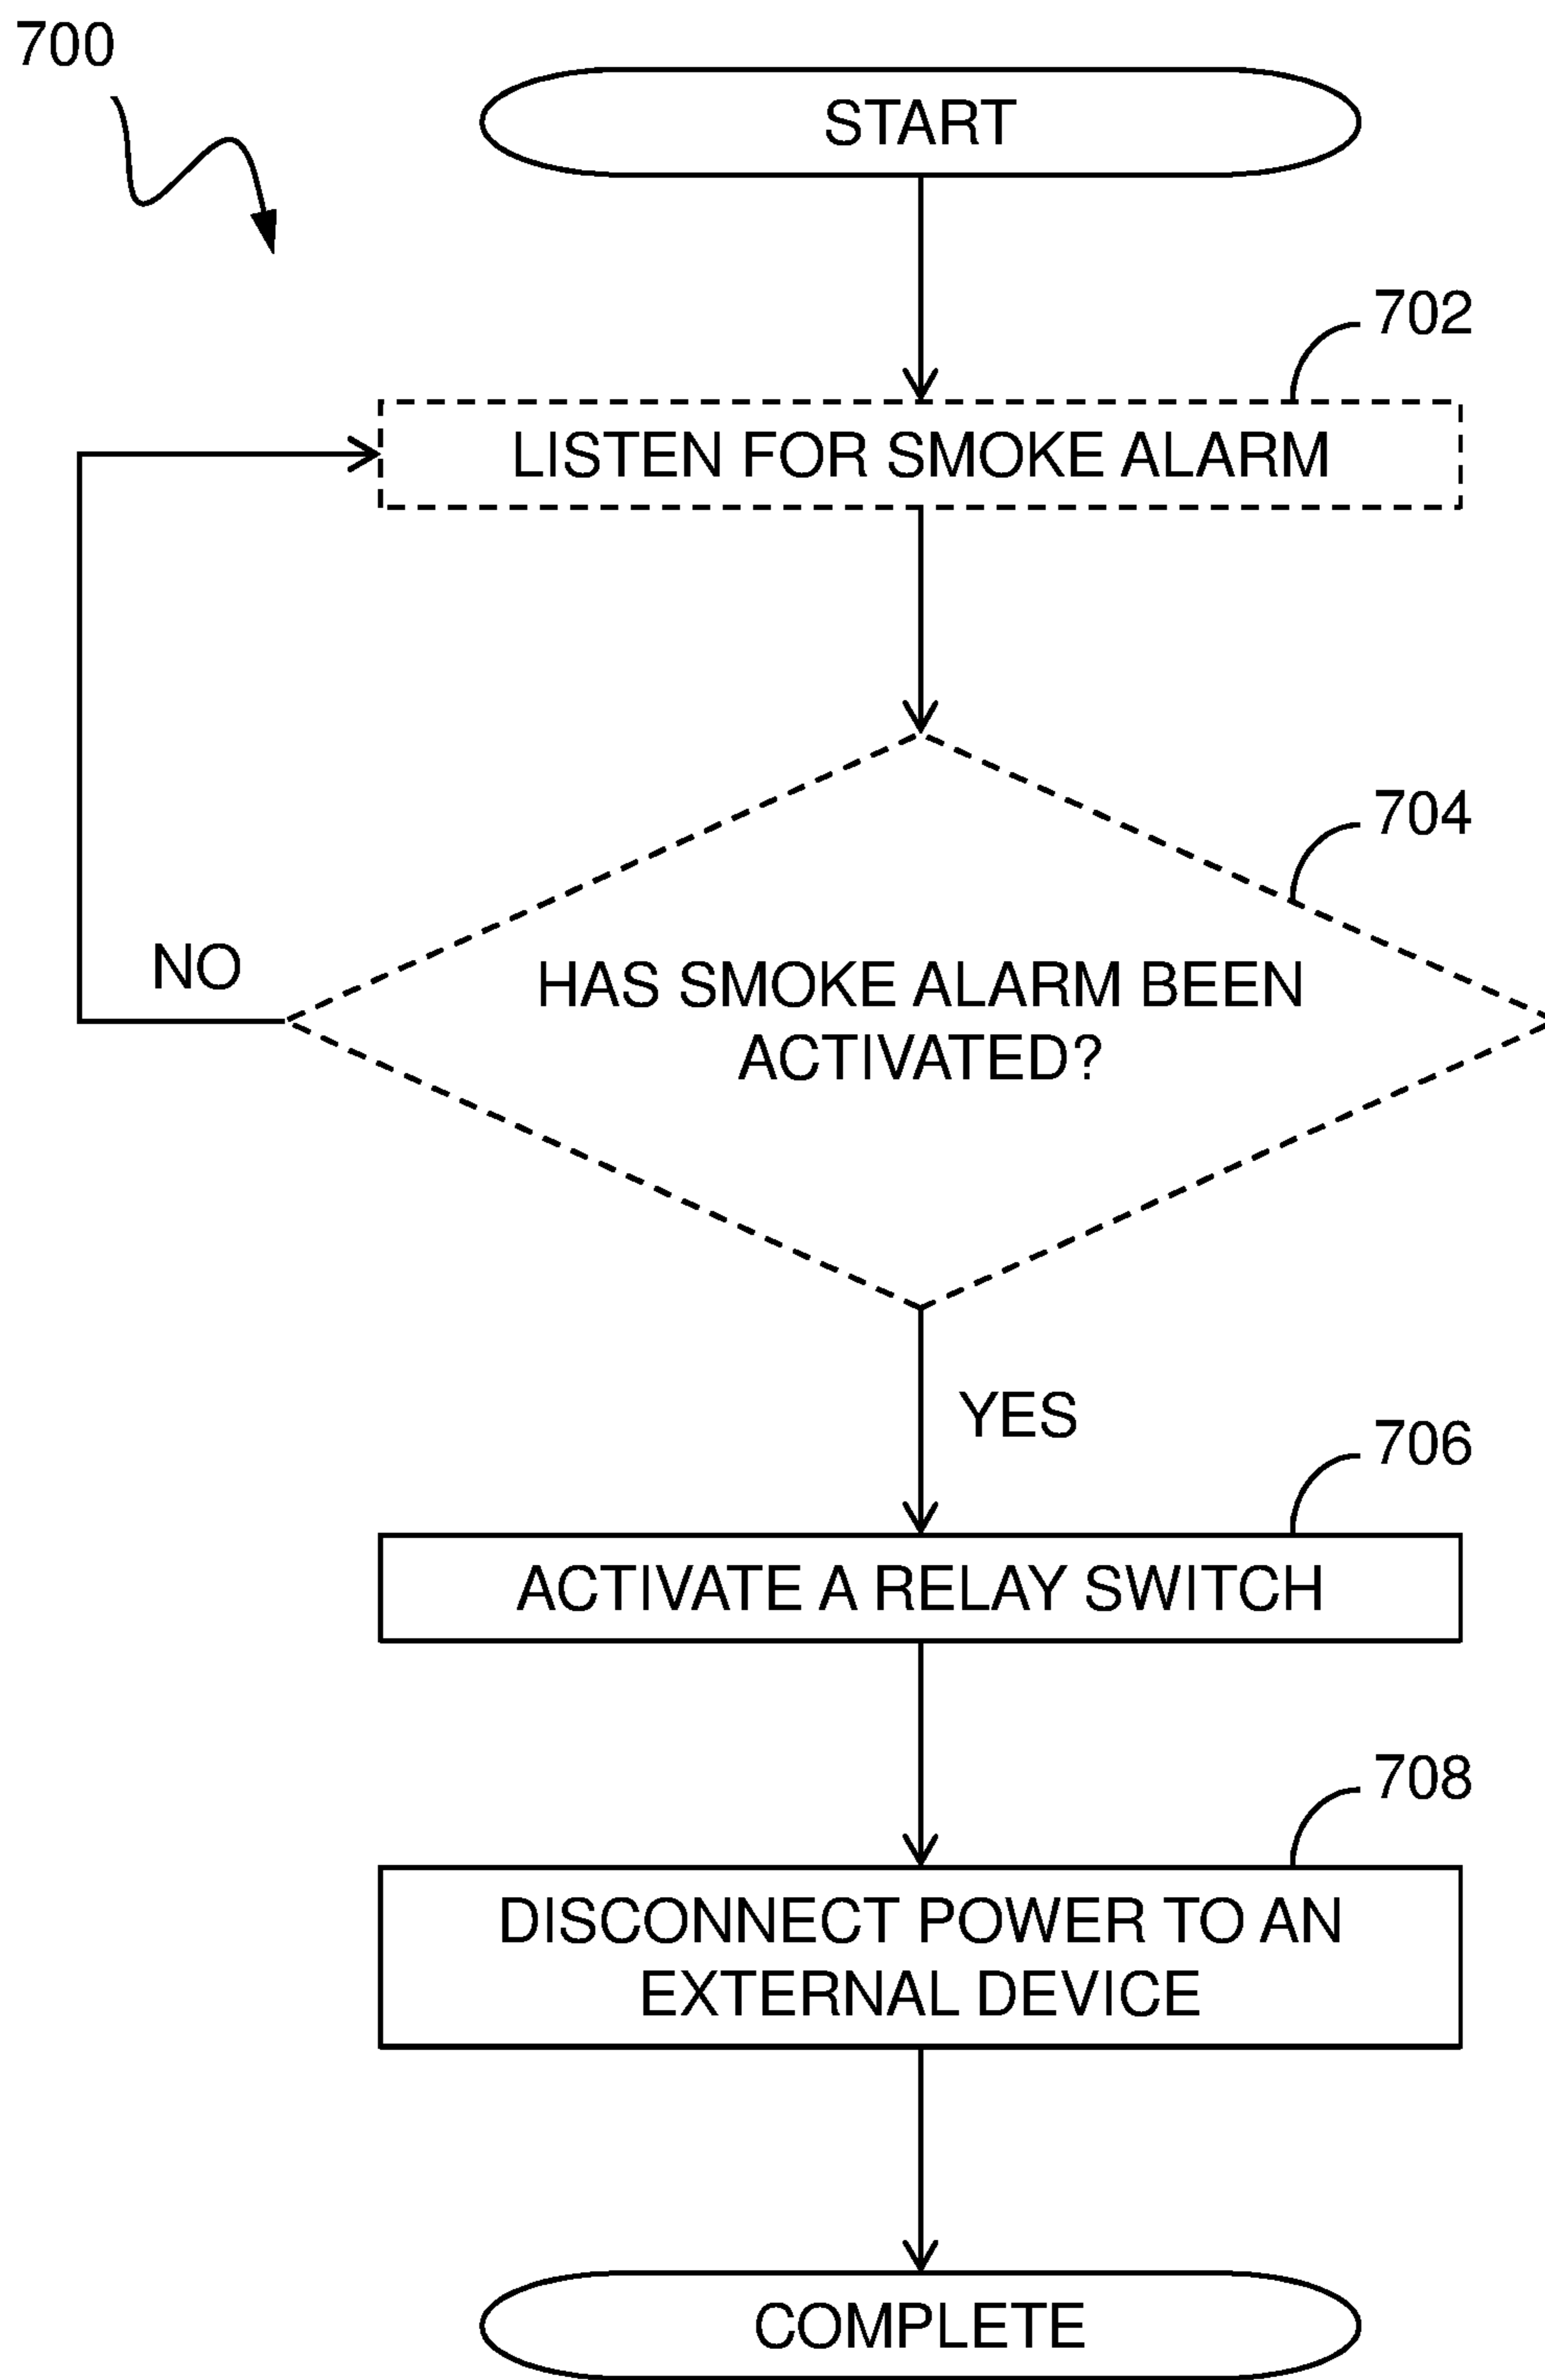 700
START
702
LISTEN FOR SMOKE ALARM
704
NO
HAS SMOKE ALARM BEEN
ACTIVATED?
YES
706
ACTIVATE A RELAY SWITCH
708
DISCONNECT POWER TO AN
EXTERNAL DEVICE
COMPLETE